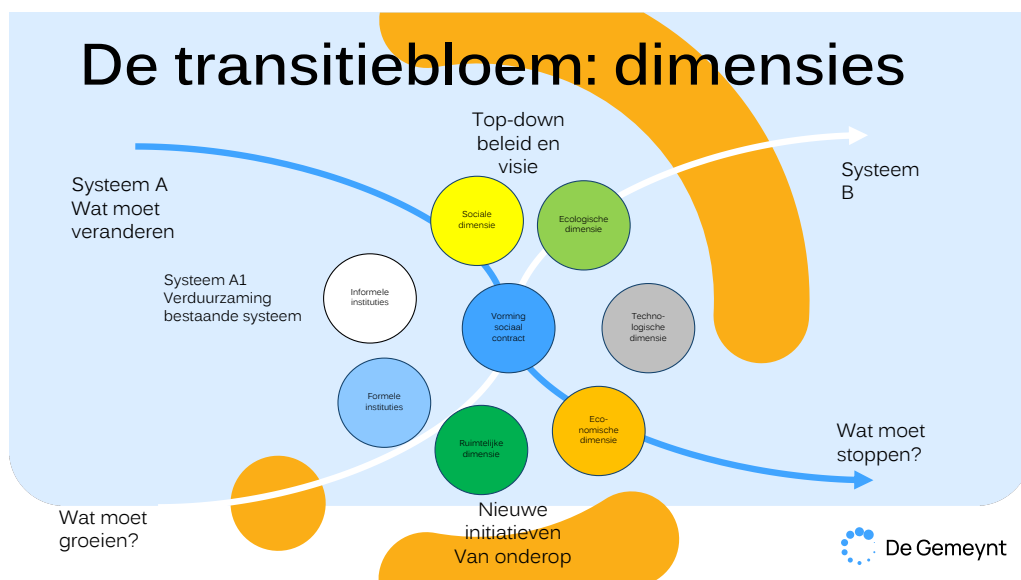 De transitiebloem: dimensies
Top-down
beleid en
visie
Systeem A
Wat moet
veranderen
Systeem
B
Sociale
dimensie
Ecologische
dimensie
Systeem A1
Verduurzaming
bestaande systeem
Informele
instituties
Vorming
sociaal
contract
Techno-
logische
dimensie
Formele
instituties
Eco-
nomische
dimensie
Ruimtelijke
dimensie
Wat moet
stoppen?
Wat moet
groeien?
Nieuwe
initiatieven
Van onderop
De Gemeynt